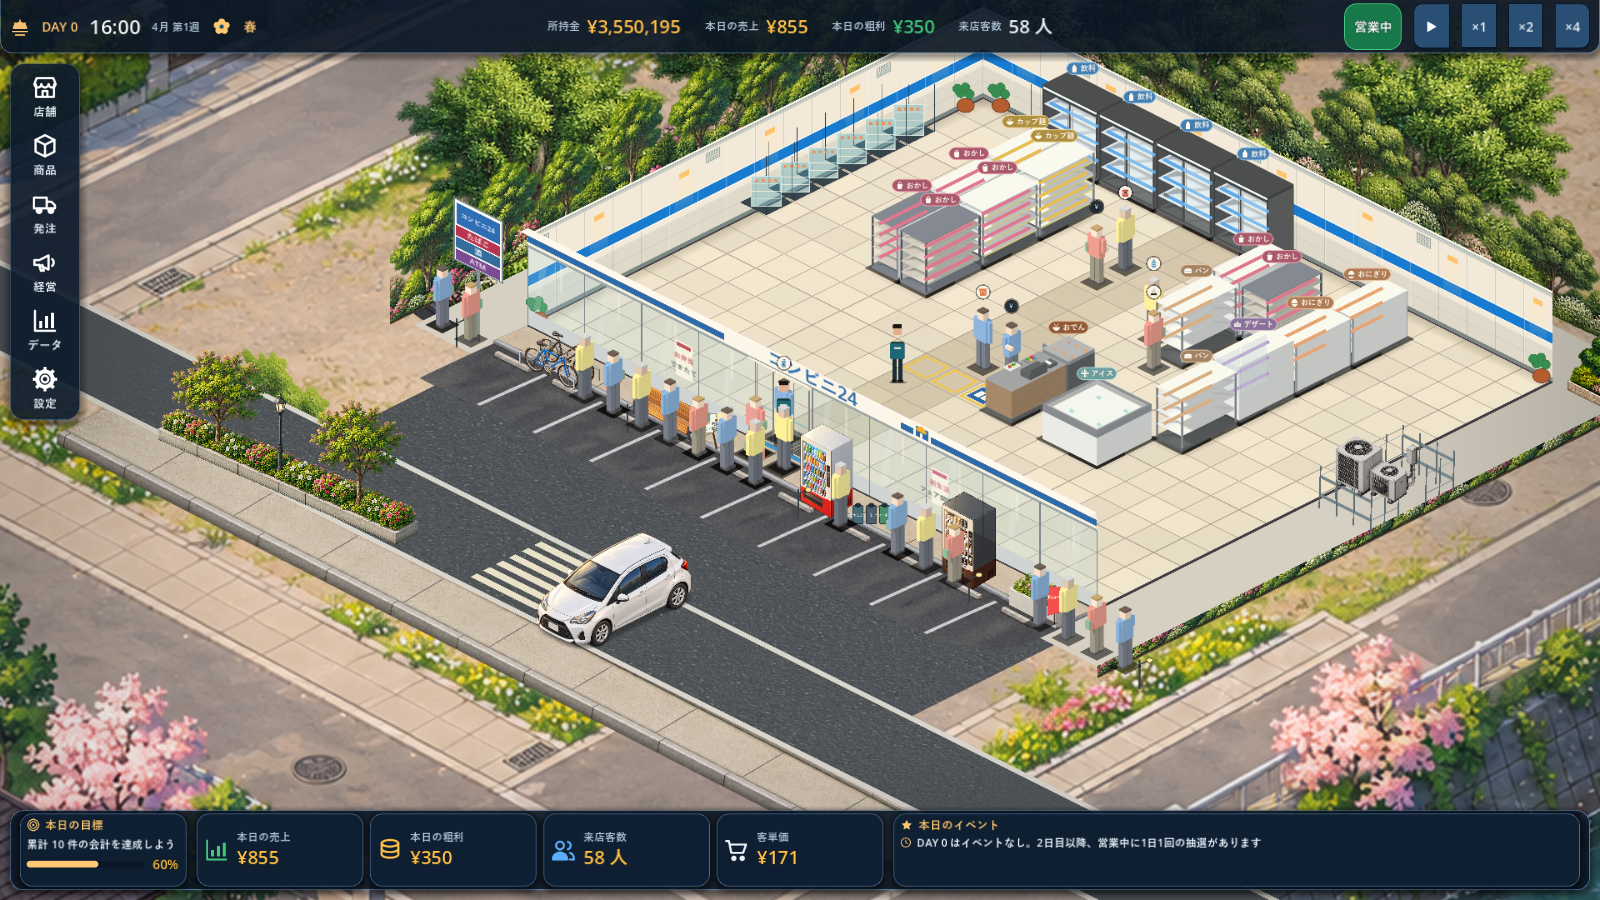 DAY 0
16:00
4月 第1週
春
所持金 ¥3,550,195
本日の売上 ¥855
本日の粗利 ¥350
来店客数 58 人
営業中
×1
×2
×4
店舗
商品
発注
経営
データ
設定
飲料
飲料
飲料
飲料
カップ麺
カップ麺
おかし
おかし
おかし
おかし
おかし
おかし
パン
おにぎり
おにぎり
デザート
パン
おでん
アイス
コンビニ24
たばこ
ATM
ンビニ24
本日の目標
累計 10 件の会計を達成しよう
60%
本日の売上
¥855
本日の粗利
¥350
来店客数
58 人
客単価
¥171
本日のイベント
DAY 0 はイベントなし。2日目以降、営業中に1日1回の抽選があります